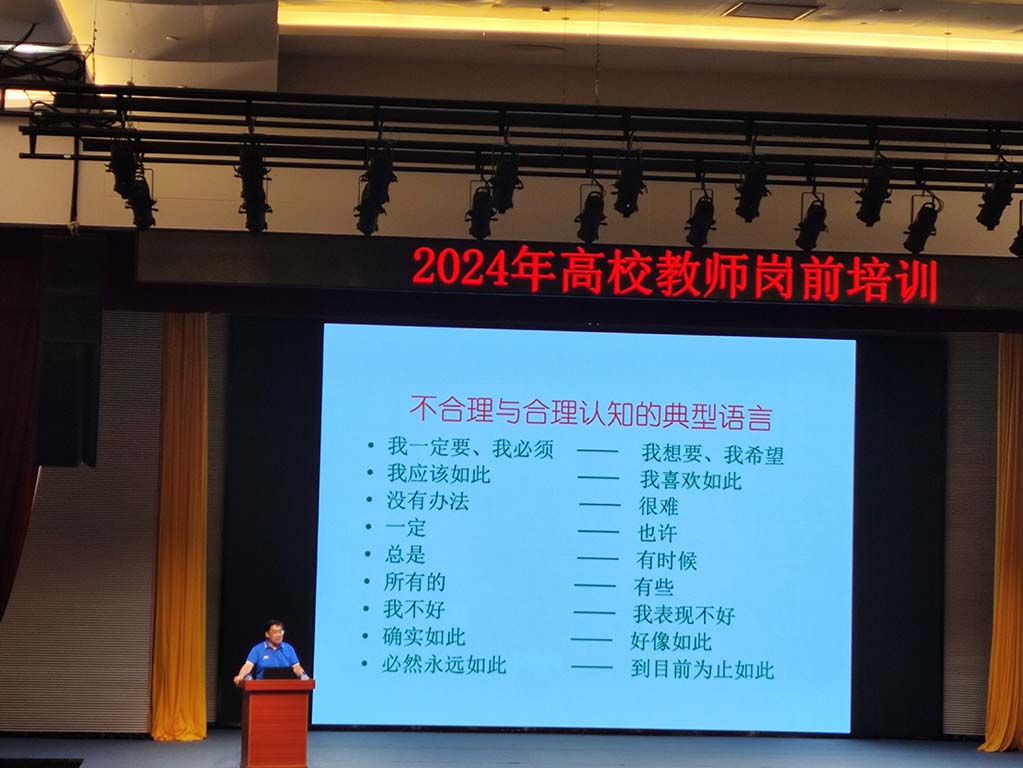 2024年高校教师岗前培训
不合理与合理认知的典型语言
• 我一定要、我必须 —— 我想要、我希望
• 我应该如此 —— 我喜欢如此
• 没有办法 —— 很难
• 一定 —— 也许
• 总是 —— 有时候
• 所有的 —— 有些
• 我不好 —— 我表现不好
• 确实如此 —— 好像如此
• 必然永远如此 —— 到目前为止如此